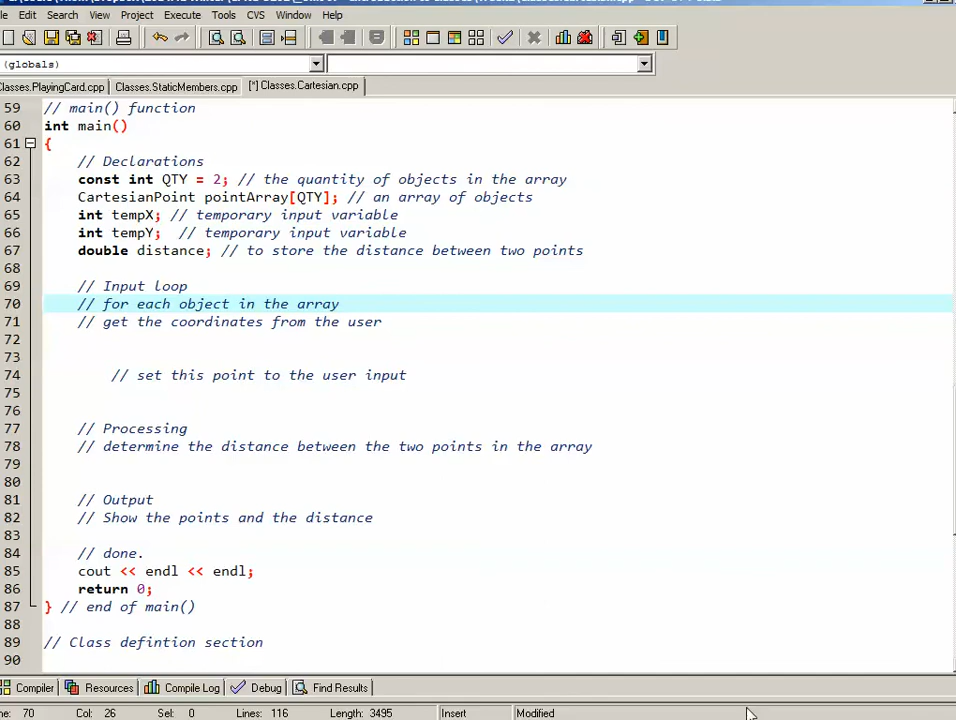 File Edit Search View Project Execute Tools CVS Window Help
(globals)
Classes.PlayingCard.cpp Classes.StaticMembers.cpp [*] Classes.Cartesian.cpp
59 // main() function
60 int main()
61 {
62 // Declarations
63 const int QTY = 2; // the quantity of objects in the array
64 CartesianPoint pointArray[QTY]; // an array of objects
65 int tempX; // temporary input variable
66 int tempY; // temporary input variable
67 double distance; // to store the distance between two points
68
69 // Input loop
70 // for each object in the array
71 // get the coordinates from the user
72
73
74 // set this point to the user input
75
76
77 // Processing
78 // determine the distance between the two points in the array
79
80
81 // Output
82 // Show the points and the distance
83
84 // done.
85 cout << endl << endl;
86 return 0;
87 } // end of main()
88
89 // Class defintion section
90
Compiler Resources Compile Log Debug Find Results
ne: 70 Col: 26 Sel: 0 Lines: 116 Length: 3495 Insert Modified